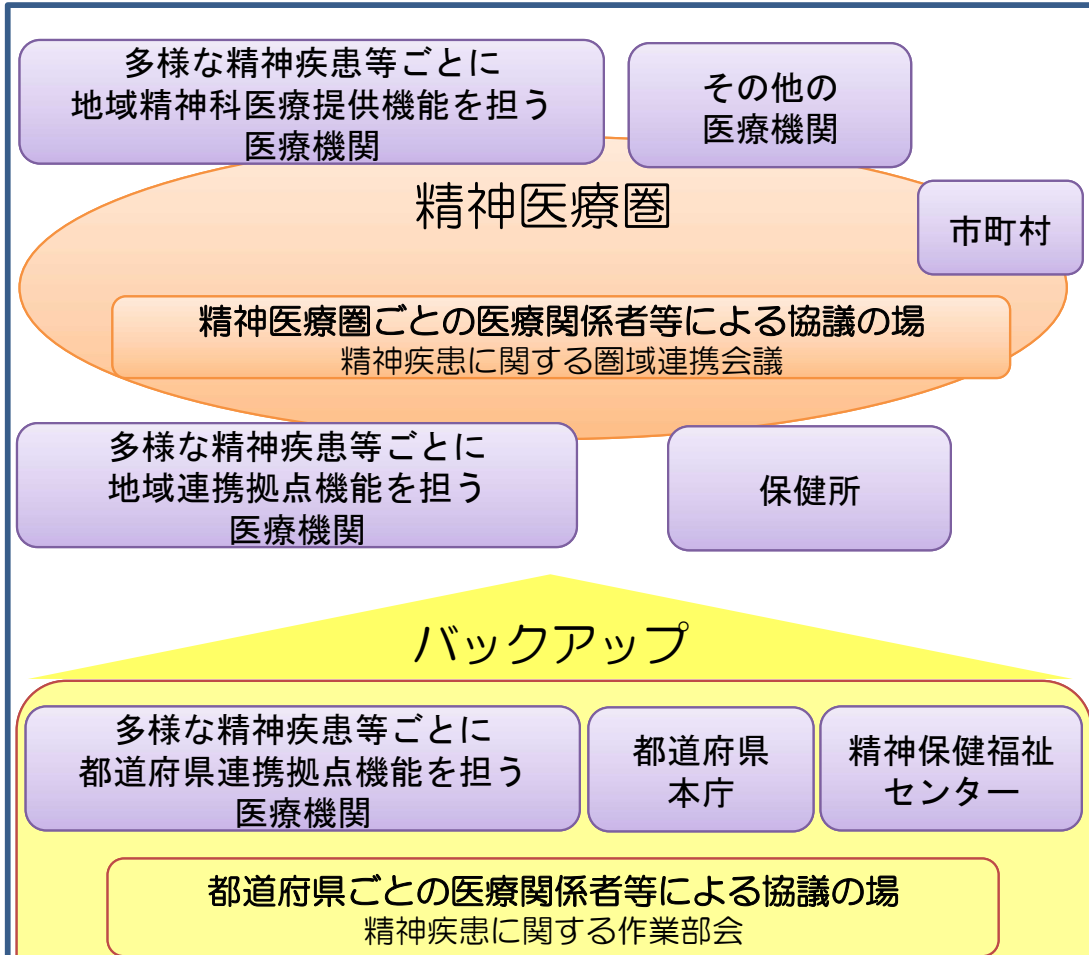 多様な精神疾患等ごとに
地域精神科医療提供機能を担う
医療機関
その他の
医療機関
精神医療圏
市町村
精神医療圏ごとの医療関係者等による協議の場
精神疾患に関する圏域連携会議
多様な精神疾患等ごとに
地域連携拠点機能を担う
医療機関
保健所
バックアップ
多様な精神疾患等ごとに
都道府県連携拠点機能を担う
医療機関
都道府県
本庁
精神保健福祉
センター
都道府県ごとの医療関係者等による協議の場
精神疾患に関する作業部会